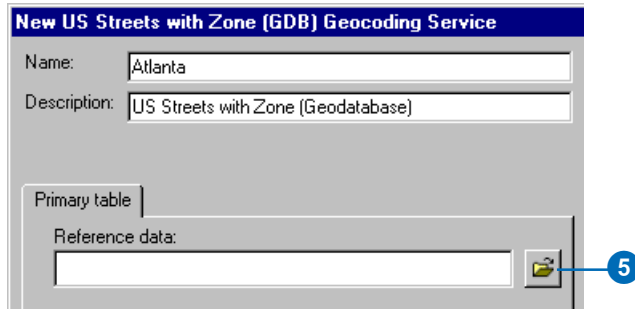 New US Streets with Zone (GDB) Geocoding Service
Name: Atlanta
Description: US Streets with Zone (Geodatabase)
Primary table
Reference data:
5